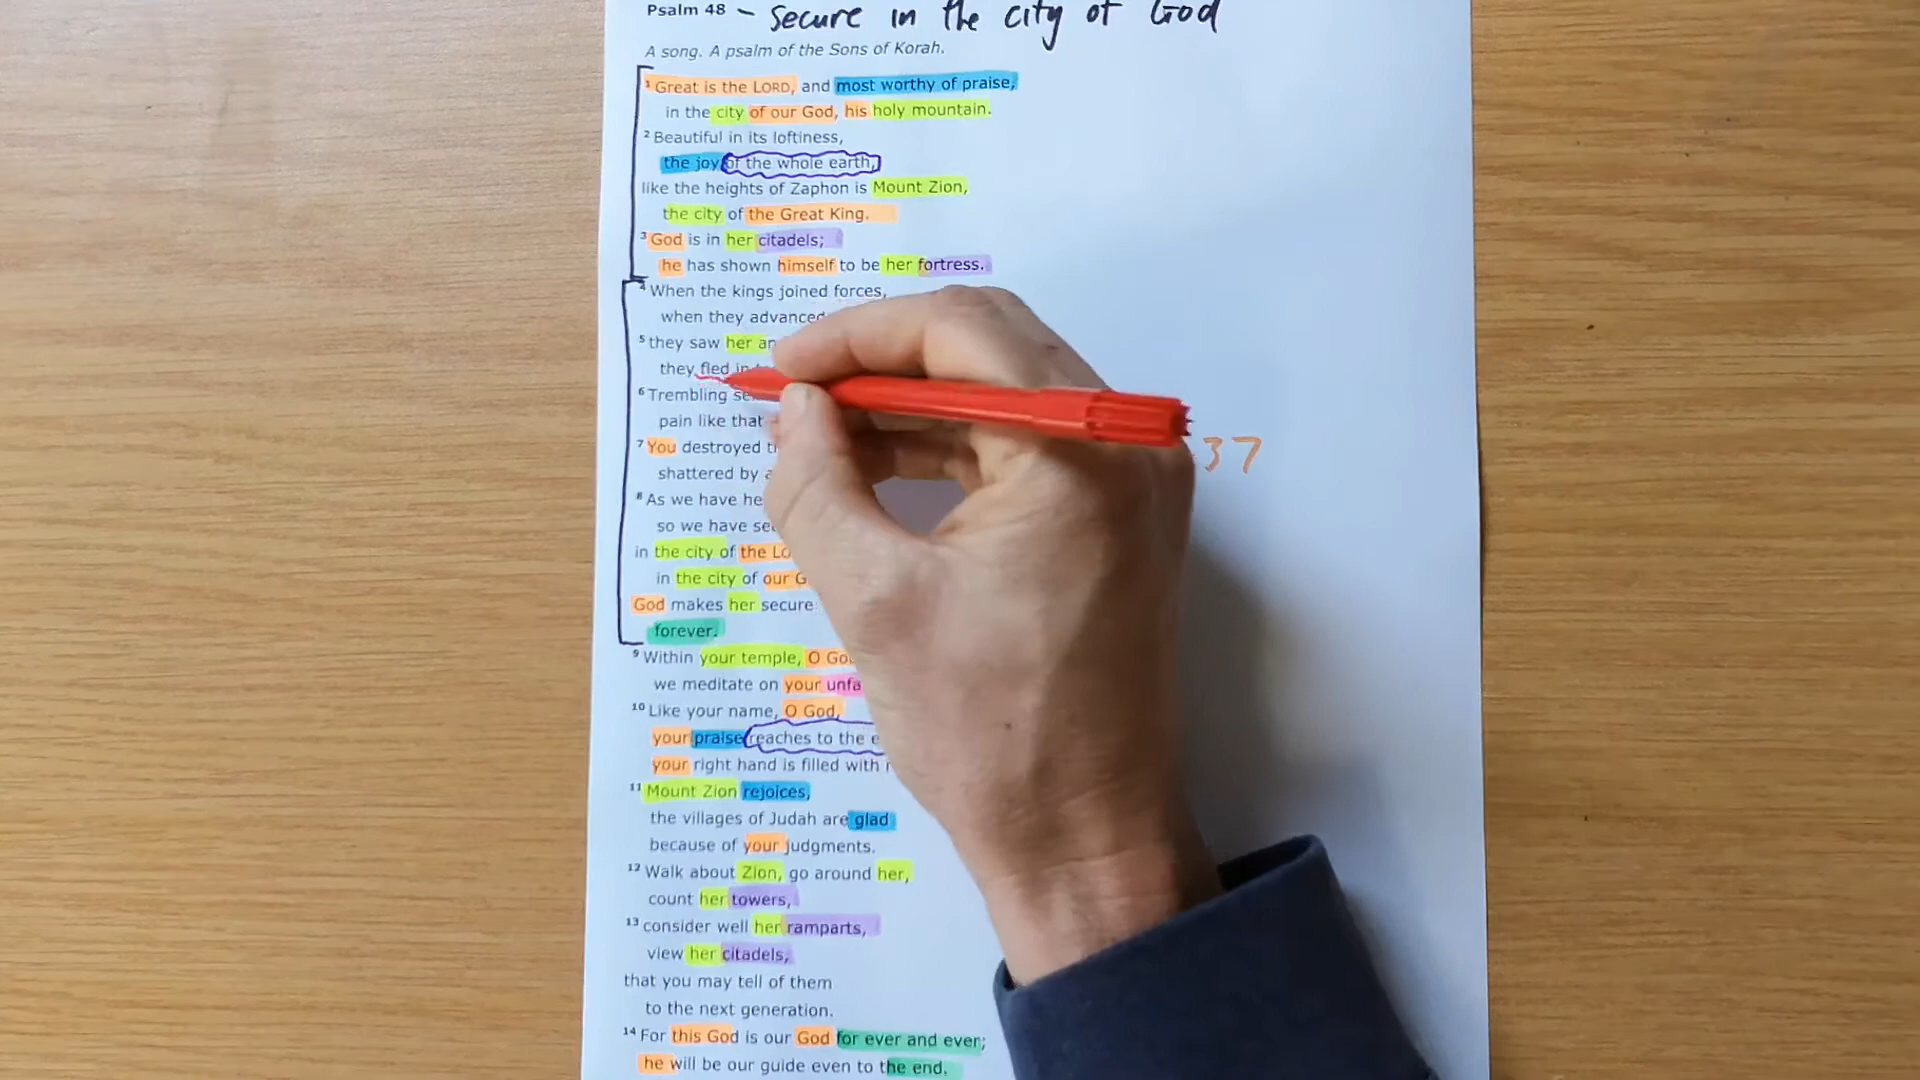 Psalm 48 – Secure in the city of God
A song. A psalm of the Sons of Korah.
1 Great is the LORD, and most worthy of praise,
in the city of our God, his holy mountain.
2 Beautiful in its loftiness,
the joy of the whole earth,
like the heights of Zaphon is Mount Zion,
the city of the Great King.
3 God is in her citadels;
he has shown himself to be her fortress.
4 When the kings joined forces,
when they advanced
5 they saw her
they fled
6 Trembling
pain like that
7 You destroyed
37
shattered by
8 As we have
so we have
in the city of the
in the city of our
God makes her secure
forever.
9 Within your temple, O
we meditate on your
10 Like your name, O God,
your praise reaches to the
your right hand is filled with
11 Mount Zion rejoices,
the villages of Judah are glad
because of your judgments.
12 Walk about Zion, go around her,
count her towers,
13 consider well her ramparts,
view her citadels,
that you may tell of them
to the next generation.
14 For this God is our God for ever and ever;
he will be our guide even to the end.